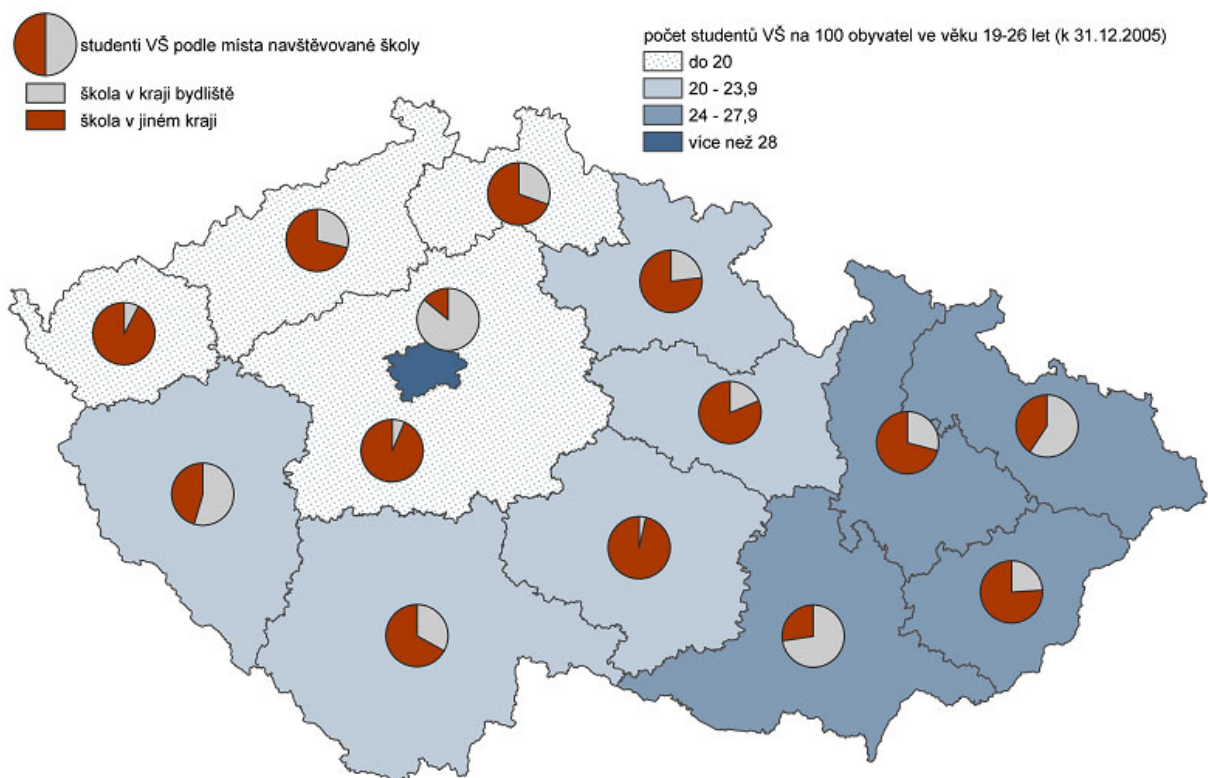 studenti VŠ podle místa navštěvované školy
škola v kraji bydliště
škola v jiném kraji
počet studentů VŠ na 100 obyvatel ve věku 19-26 let (k 31.12.2005)
do 20
20 - 23,9
24 - 27,9
více než 28